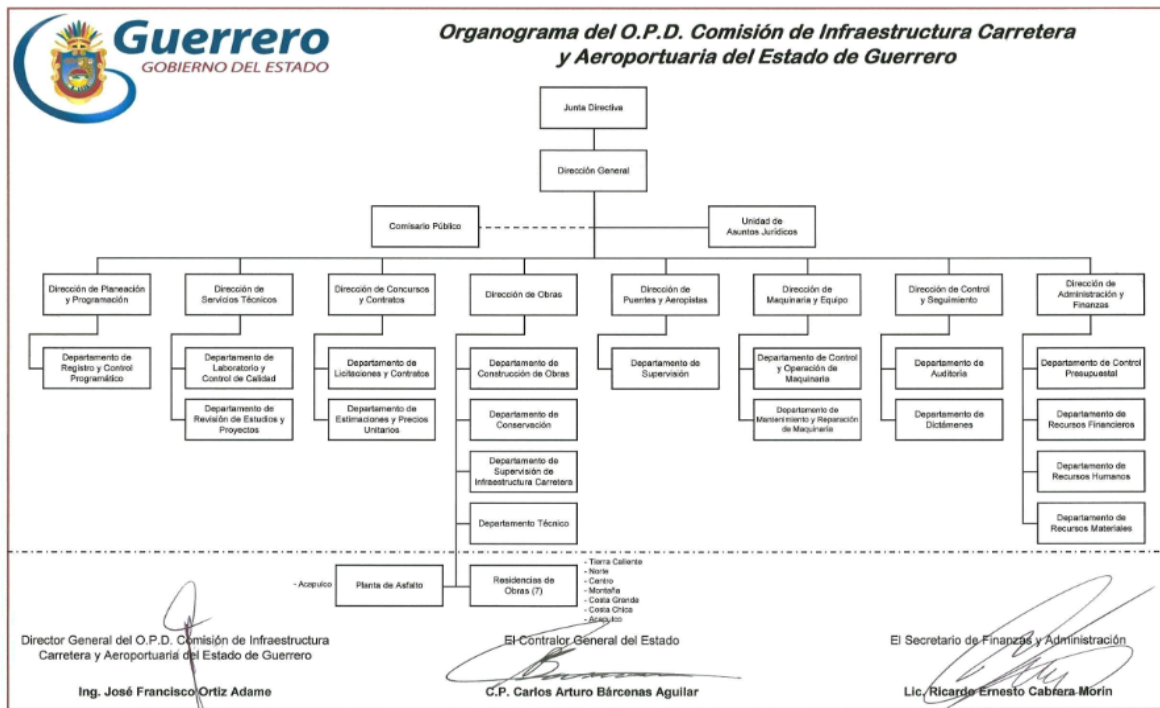 Guerrero
GOBIERNO DEL ESTADO
Organograma del O.P.D. Comisión de Infraestructura Carretera
y Aeroportuaria del Estado de Guerrero
Junta Directiva
Dirección General
Comisario Público
Unidad de
Asuntos Jurídicos
Dirección de Planeación
y Programación
Dirección de
Servicios Técnicos
Dirección de Concursos
y Contratos
Dirección de Obras
Dirección de
Puentes y Aeropistas
Dirección de
Maquinaria y Equipo
Dirección de Control
y Seguimiento
Dirección de
Administración y
Finanzas
Departamento de
Registro y Control
Programático
Departamento de
Laboratorio y
Control de Calidad
Departamento de
Licitaciones y Contratos
Departamento de
Construcción de Obras
Departamento de
Supervisión
Departamento de Control
y Operación de
Maquinaria
Departamento de
Auditoría
Departamento de Control
Presupuestal
Departamento de
Revisión de Estudios y
Proyectos
Departamento de
Estimaciones y Precios
Unitarios
Departamento de
Conservación
Departamento de
Mantenimiento y Reparación
de Maquinaria
Departamento de
Dictámenes
Departamento de
Recursos Financieros
Departamento de
Supervisión de
Infraestructura Carretera
Departamento de
Recursos Humanos
Departamento Técnico
Departamento de
Recursos Materiales
- Acapulco
Planta de Asfalto
Residencias de
Obras (7)
- Tierra Caliente
- Norte
- Centro
- Montaña
- Costa Grande
- Costa Chica
- Acapulco
Director General del O.P.D. Comisión de Infraestructura
Carretera y Aeroportuaria del Estado de Guerrero
Ing. José Francisco Ortiz Adame
El Contralor General del Estado
C.P. Carlos Arturo Bárcenas Aguilar
El Secretario de Finanzas y Administración
Lic. Ricardo Ernesto Cabrera Morín